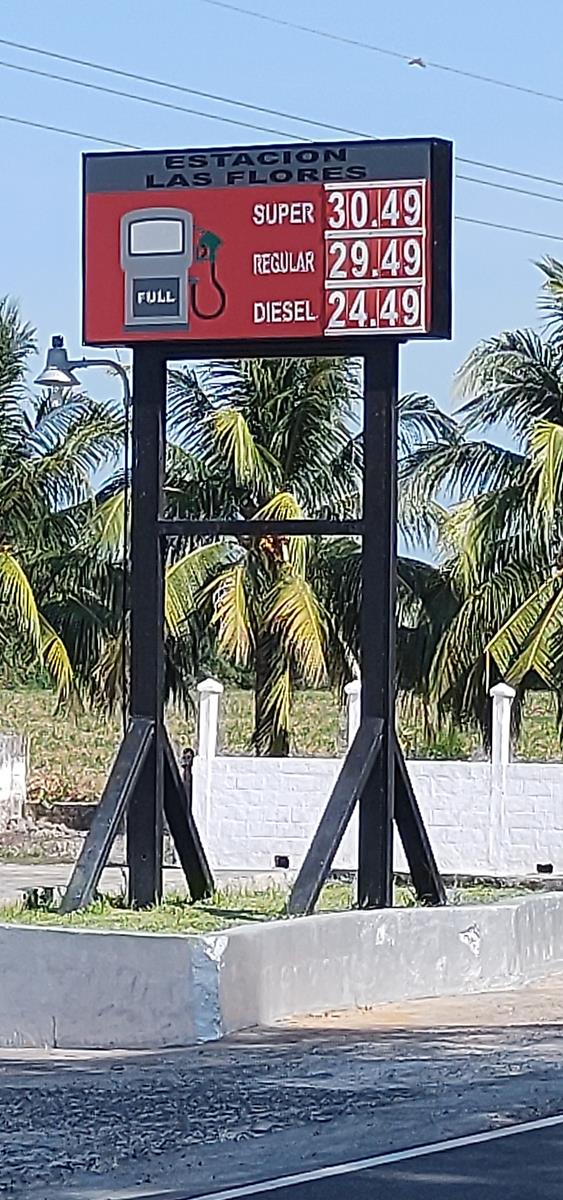 ESTACION
LAS FLORES
SUPER 30.49
REGULAR 29.49
DIESEL 24.49
FULL